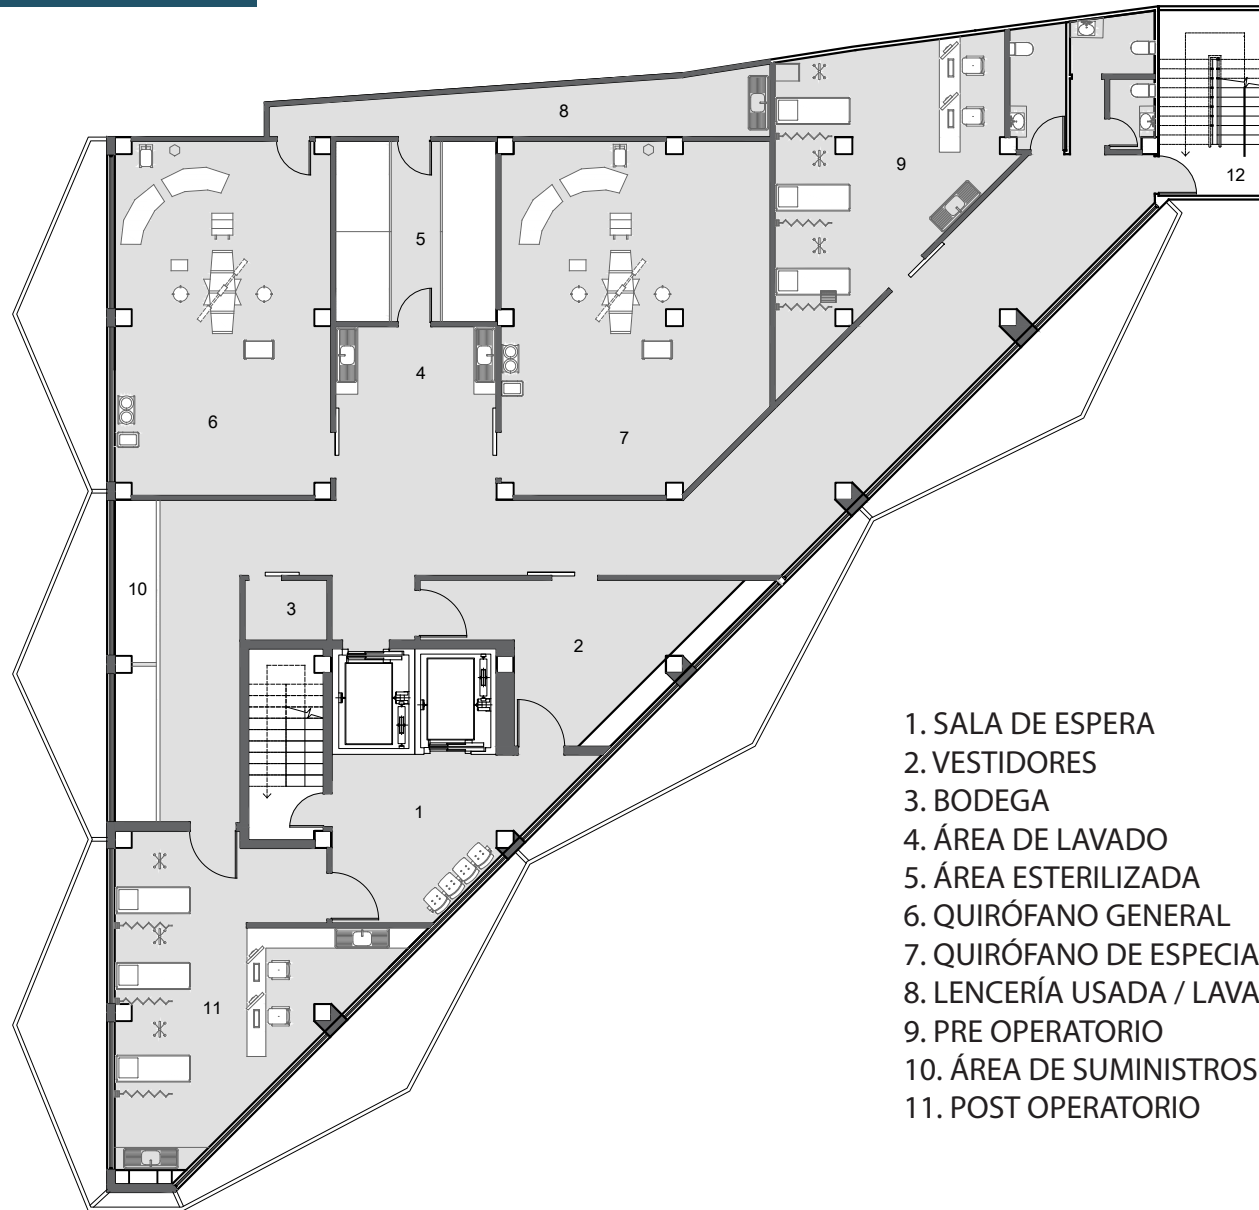 8
9
12
5
4
6
7
10
3
2
1
11
1. SALA DE ESPERA
2. VESTIDORES
3. BODEGA
4. ÁREA DE LAVADO
5. ÁREA ESTERILIZADA
6. QUIRÓFANO GENERAL
7. QUIRÓFANO DE ESPECIA
8. LENCERÍA USADA / LAVA
9. PRE OPERATORIO
10. ÁREA DE SUMINISTROS
11. POST OPERATORIO